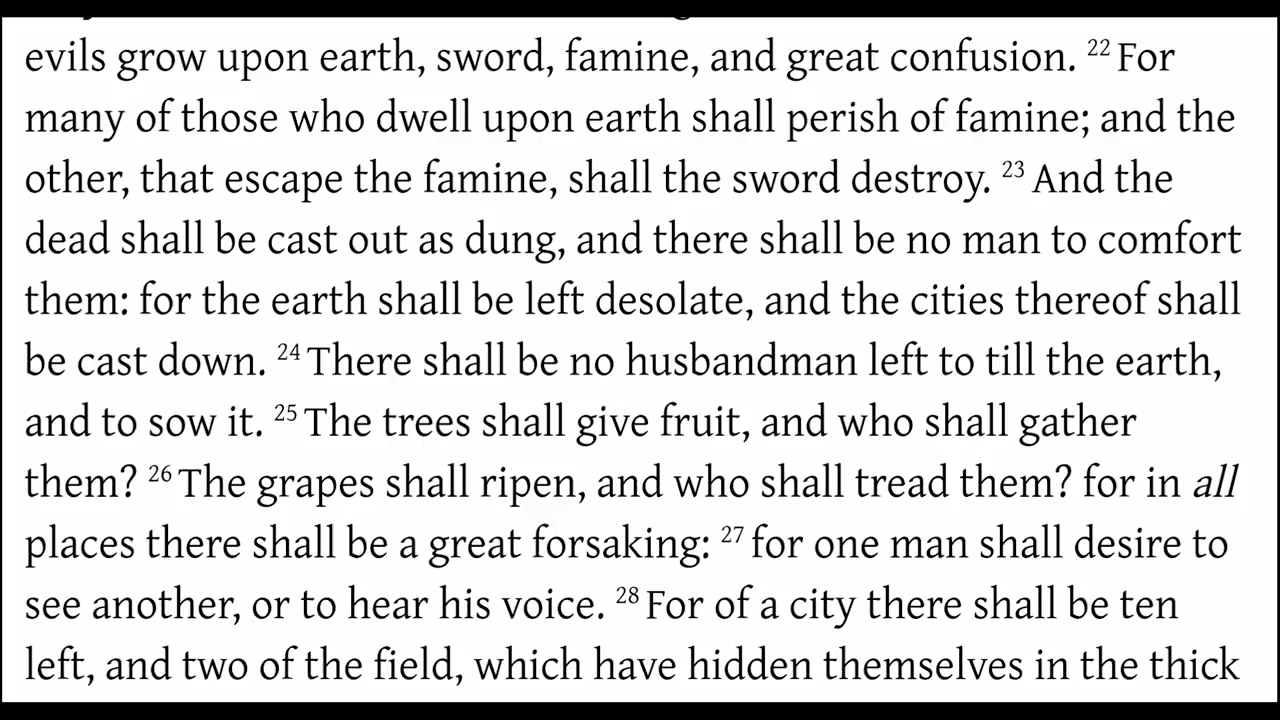 evils grow upon earth, sword, famine, and great confusion. 22 For
many of those who dwell upon earth shall perish of famine; and the
other, that escape the famine, shall the sword destroy. 23 And the
dead shall be cast out as dung, and there shall be no man to comfort
them: for the earth shall be left desolate, and the cities thereof shall
be cast down. 24 There shall be no husbandman left to till the earth,
and to sow it. 25 The trees shall give fruit, and who shall gather
them? 26 The grapes shall ripen, and who shall tread them? for in all
places there shall be a great forsaking: 27 for one man shall desire to
see another, or to hear his voice. 28 For of a city there shall be ten
left, and two of the field, which have hidden themselves in the thick